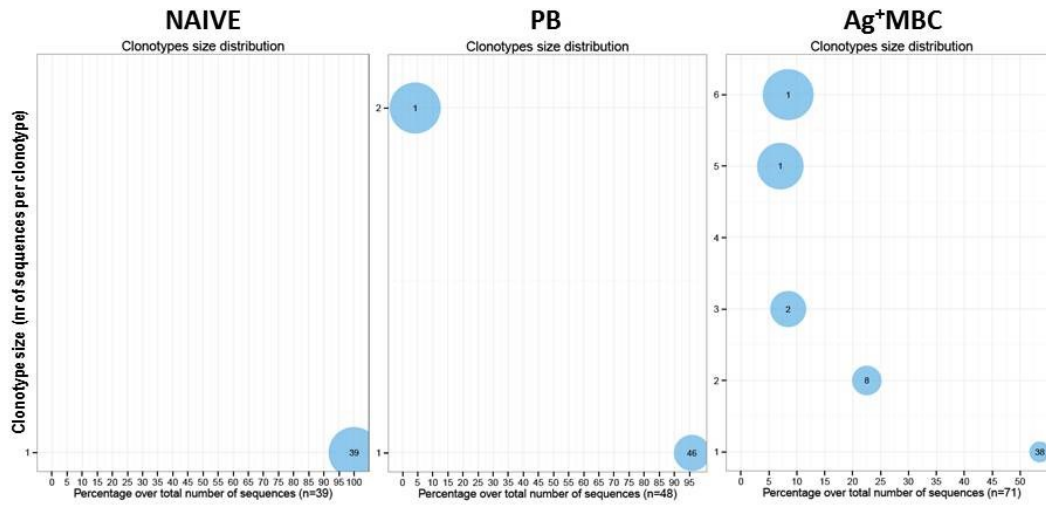 NAIVE
Clonotypes size distribution
Clonotype size (nr of sequences per clonotype)
1
39
0 5 10 15 20 25 30 35 40 45 50 55 60 65 70 75 80 85 90 95 100
Percentage over total number of sequences (n=39)
PB
Clonotypes size distribution
2
1
1
46
0 5 10 15 20 25 30 35 40 45 50 55 60 65 70 75 80 85 90 95
Percentage over total number of sequences (n=48)
Ag⁺MBC
Clonotypes size distribution
6
1
5
1
4
3
2
2
8
1
38
0 5 10 15 20 25 30 35 40 45 50
Percentage over total number of sequences (n=71)